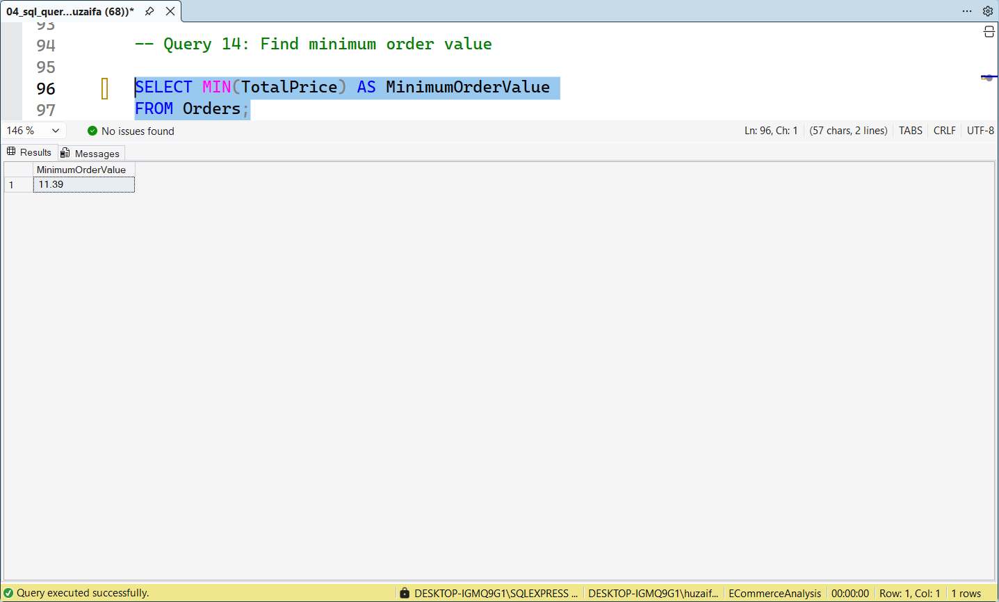 04_sql_quer...uzaifa (68))*
93
94 -- Query 14: Find minimum order value
95
96 SELECT MIN(TotalPrice) AS MinimumOrderValue
97 FROM Orders;
146 % No issues found Ln: 96, Ch: 1 (57 chars, 2 lines) TABS CRLF UTF-8
Results Messages
MinimumOrderValue
1 11.39
Query executed successfully. DESKTOP-IGMQ9G1\SQLEXPRESS ... DESKTOP-IGMQ9G1\huzaif... ECommerceAnalysis 00:00:00 Row: 1, Col: 1 1 rows